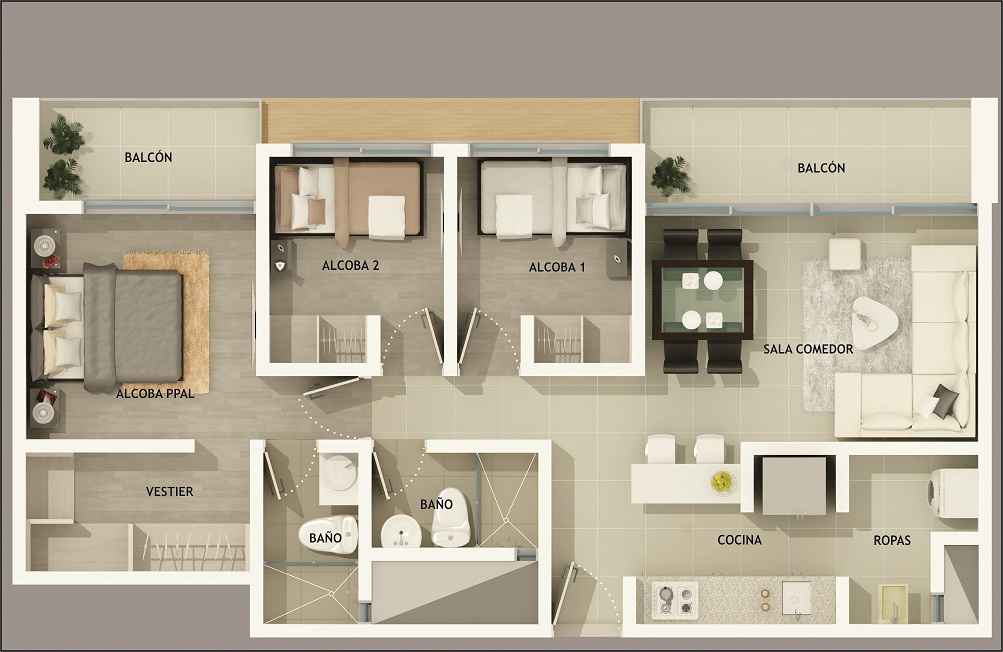 BALCÓN
BALCÓN
ALCOBA 2
ALCOBA 1
SALA COMEDOR
ALCOBA PPAL
VESTIER
BAÑO
BAÑO
COCINA
ROPAS